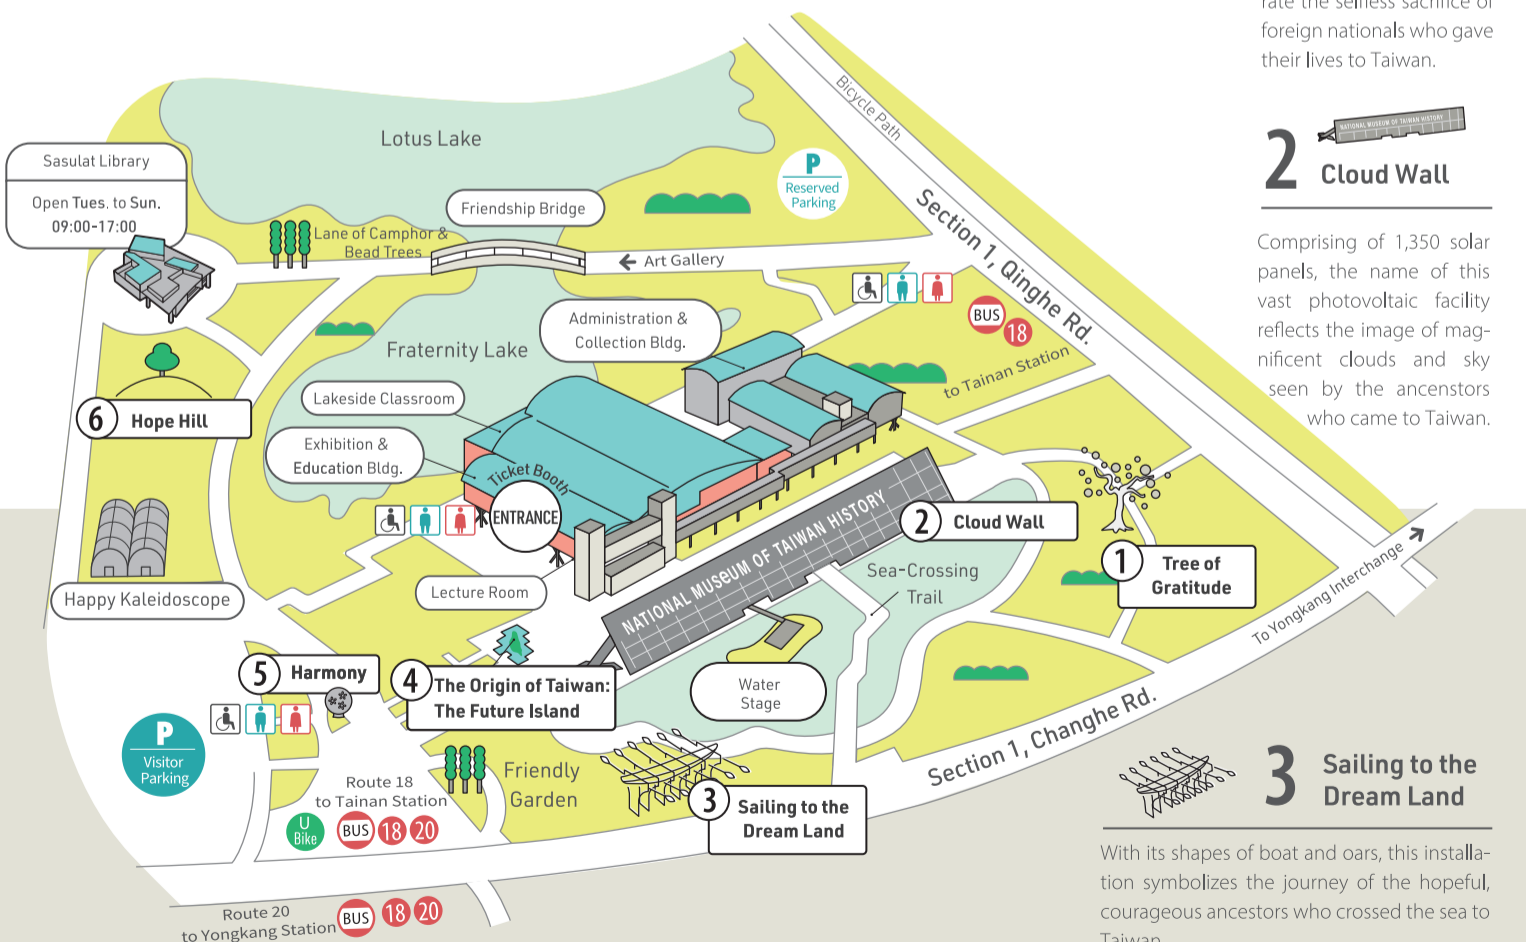 rate the selfless sacrifice of
foreign nationals who gave
their lives to Taiwan.
NATIONAL MUSEUM OF TAIWAN HISTORY
2
Cloud Wall
Comprising of 1,350 solar
panels, the name of this
vast photovoltaic facility
reflects the image of mag-
nificent clouds and sky
seen by the ancenstors
who came to Taiwan.
3
Sailing to the
Dream Land
With its shapes of boat and oars, this installa-
tion symbolizes the journey of the hopeful,
courageous ancestors who crossed the sea to
Taiwan
Bicycle Path
Lotus Lake
Sasulat Library
Open Tues. to Sun.
09:00-17:00
P
Reserved
Parking
Section 1, Qinghe Rd.
Friendship Bridge
Lane of Camphor &
Bead Trees
← Art Gallery
BUS
18
to Tainan Station
Administration &
Collection Bldg.
Fraternity Lake
Lakeside Classroom
6
Hope Hill
Exhibition &
Education Bldg.
Ticket Booth
ENTRANCE
NATIONAL MUSEUM OF TAIWAN HISTORY
2
Cloud Wall
1
Tree of
Gratitude
Sea-Crossing
Trail
To Yongkang Interchange
Happy Kaleidoscope
Lecture Room
5
Harmony
4
The Origin of Taiwan:
The Future Island
Water
Stage
Section 1, Changhe Rd.
P
Visitor
Parking
Friendly
Garden
3
Sailing to the
Dream Land
Route 18
to Tainan Station
U
Bike
BUS 18 20
Route 20
to Yongkang Station
BUS 18 20